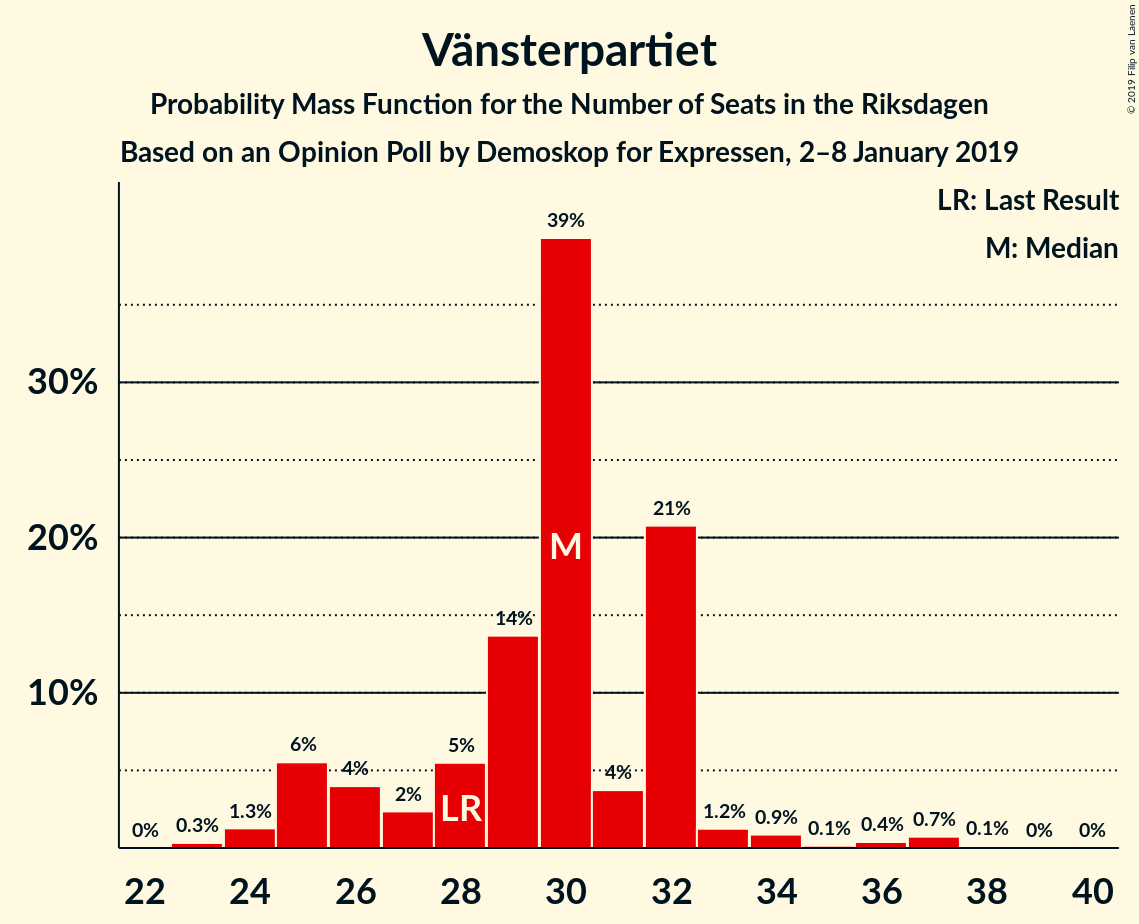 Vänsterpartiet
Probability Mass Function for the Number of Seats in the Riksdagen
Based on an Opinion Poll by Demoskop for Expressen, 2–8 January 2019
© 2019 Filip van Laenen
LR: Last Result
M: Median
30%
20%
10%
0%
0.3%
1.3%
6%
4%
2%
5%
14%
39%
4%
21%
1.2%
0.9%
0.1%
0.4%
0.7%
0.1%
0%
0%
LR
M
22 24 26 28 30 32 34 36 38 40